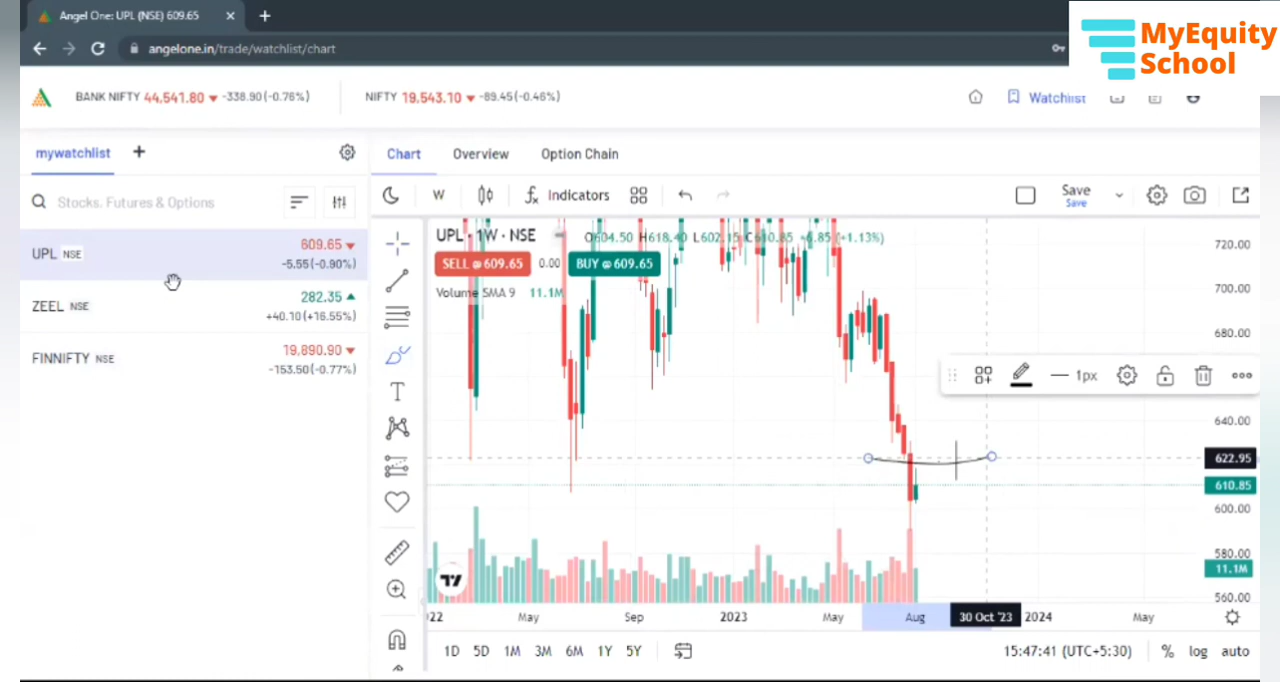 Angel One: UPL (NSE) 609.65
angelone.in/trade/watchlist/chart
MyEquity
School
BANK NIFTY 44,541.80 ▼ -338.90(-0.76%)
NIFTY 19,543.10 ▼ -89.45(-0.46%)
Watchlist
mywatchlist
Chart Overview Option Chain
Stocks, Futures & Options
W Indicators Save
Save
UPL NSE 609.65 ▼
-5.55(-0.90%)
ZEEL NSE 282.35 ▲
+40.10(+16.55%)
FINNIFTY NSE 19,890.90 ▼
-153.50(-0.77%)
UPL · 1W · NSE O604.50 H618.40 L602.15 C610.85 +6.85 (+1.13%)
SELL @ 609.65 0.00 BUY @ 609.65
Volume SMA 9 11.1M
1px
720.00
700.00
680.00
640.00
622.95
610.85
600.00
580.00
11.1M
560.00
'22 May Sep 2023 May Aug 30 Oct '23 2024 May
1D 5D 1M 3M 6M 1Y 5Y 15:47:41 (UTC+5:30) % log auto